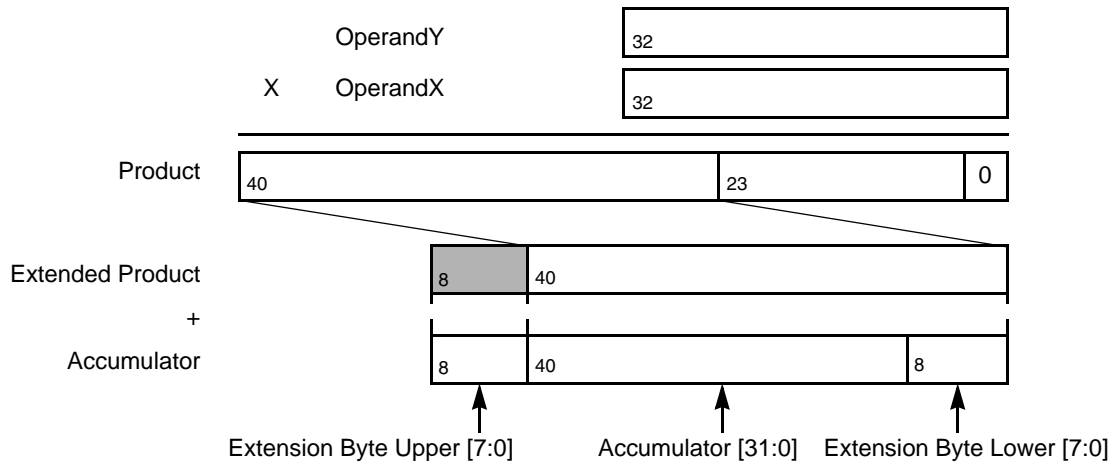 OperandY 32
X OperandX 32
Product 40 23 0
Extended Product 8 40
+
Accumulator 8 40 8
Extension Byte Upper [7:0] Accumulator [31:0] Extension Byte Lower [7:0]